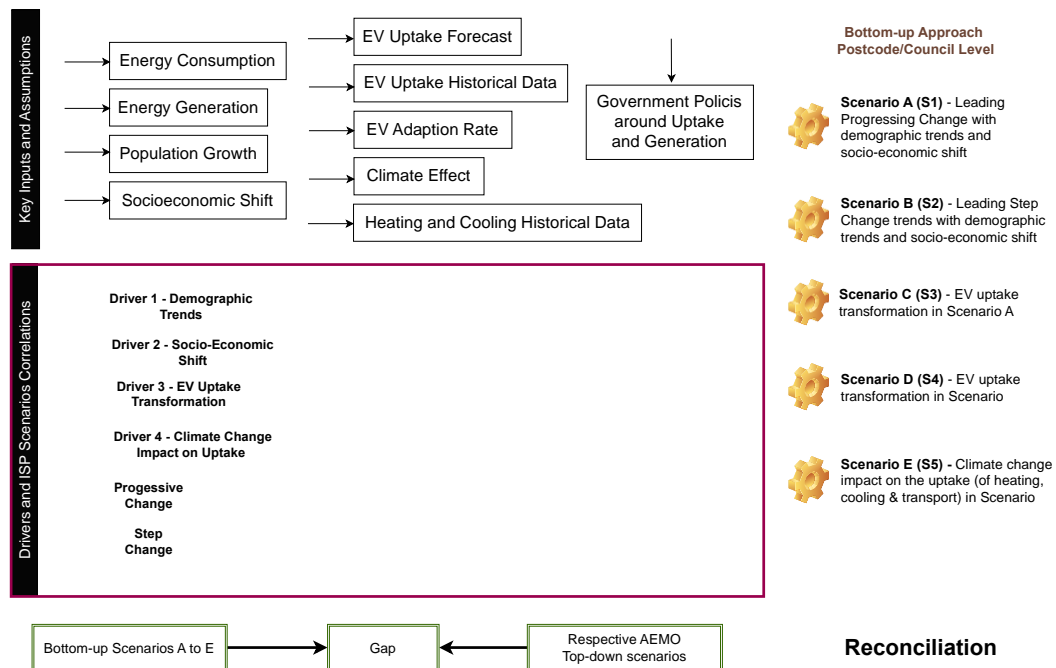 Key Inputs and Assumptions
Energy Consumption
Energy Generation
Population Growth
Socioeconomic Shift
EV Uptake Forecast
EV Uptake Historical Data
EV Adaption Rate
Climate Effect
Heating and Cooling Historical Data
Government Policis
around Uptake
and Generation
Bottom-up Approach
Postcode/Council Level
Scenario A (S1) - Leading
Progressing Change with
demographic trends and
socio-economic shift
Scenario B (S2) - Leading Step
Change trends with demographic
trends and socio-economic shift
Scenario C (S3) - EV uptake
transformation in Scenario A
Scenario D (S4) - EV uptake
transformation in Scenario
Scenario E (S5) - Climate change
impact on the uptake (of heating,
cooling & transport) in Scenario
Drivers and ISP Scenarios Correlations
Driver 1 - Demographic
Trends
Driver 2 - Socio-Economic
Shift
Driver 3 - EV Uptake
Transformation
Driver 4 - Climate Change
Impact on Uptake
Progessive
Change
Step
Change
Bottom-up Scenarios A to E
Gap
Respective AEMO
Top-down scenarios
Reconciliation